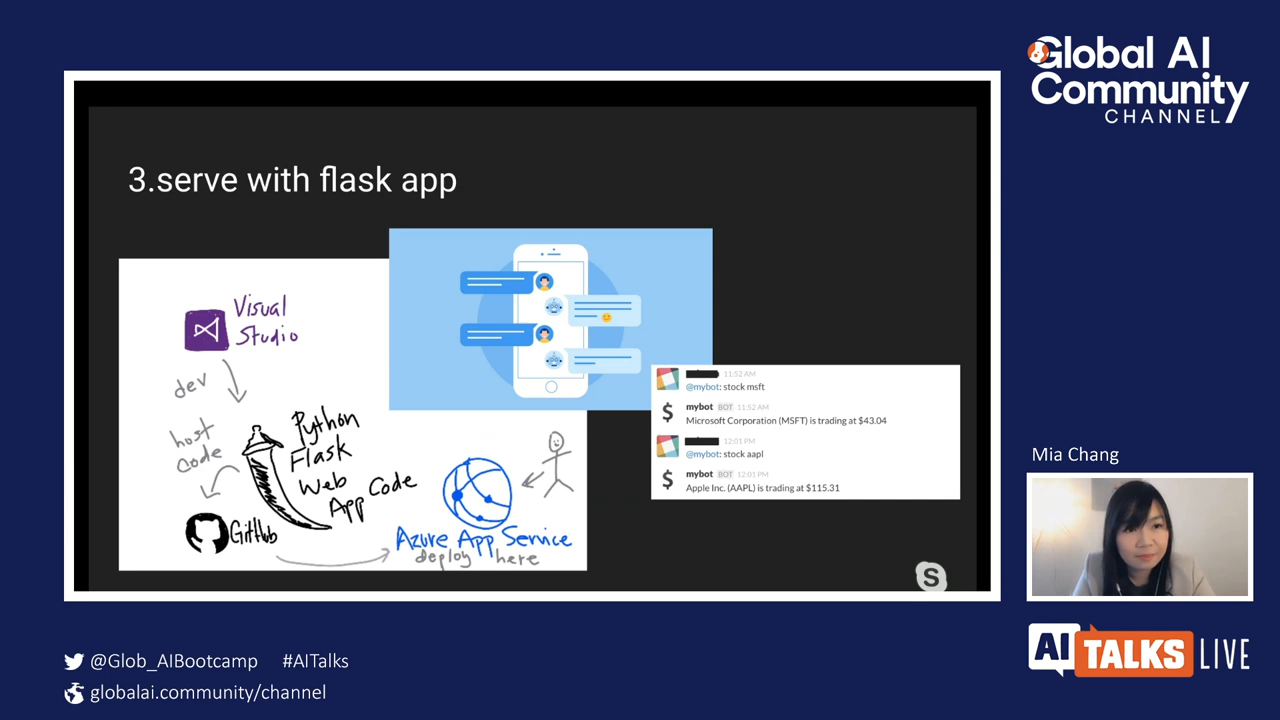 Global AI
Community
CHANNEL
3.serve with flask app
Visual
Studio
dev
host
code
Python
Flask
Web
App Code
GitHub
Azure App Service
deploy here
11:52 AM
@mybot: stock msft
mybot BOT 11:52 AM
Microsoft Corporation (MSFT) is trading at $43.04
12:01 PM
@mybot: stock aapl
mybot BOT 12:01 PM
Apple Inc. (AAPL) is trading at $115.31
S
Mia Chang
AI TALKS LIVE
@Glob_AIBootcamp #AITalks
globalai.community/channel